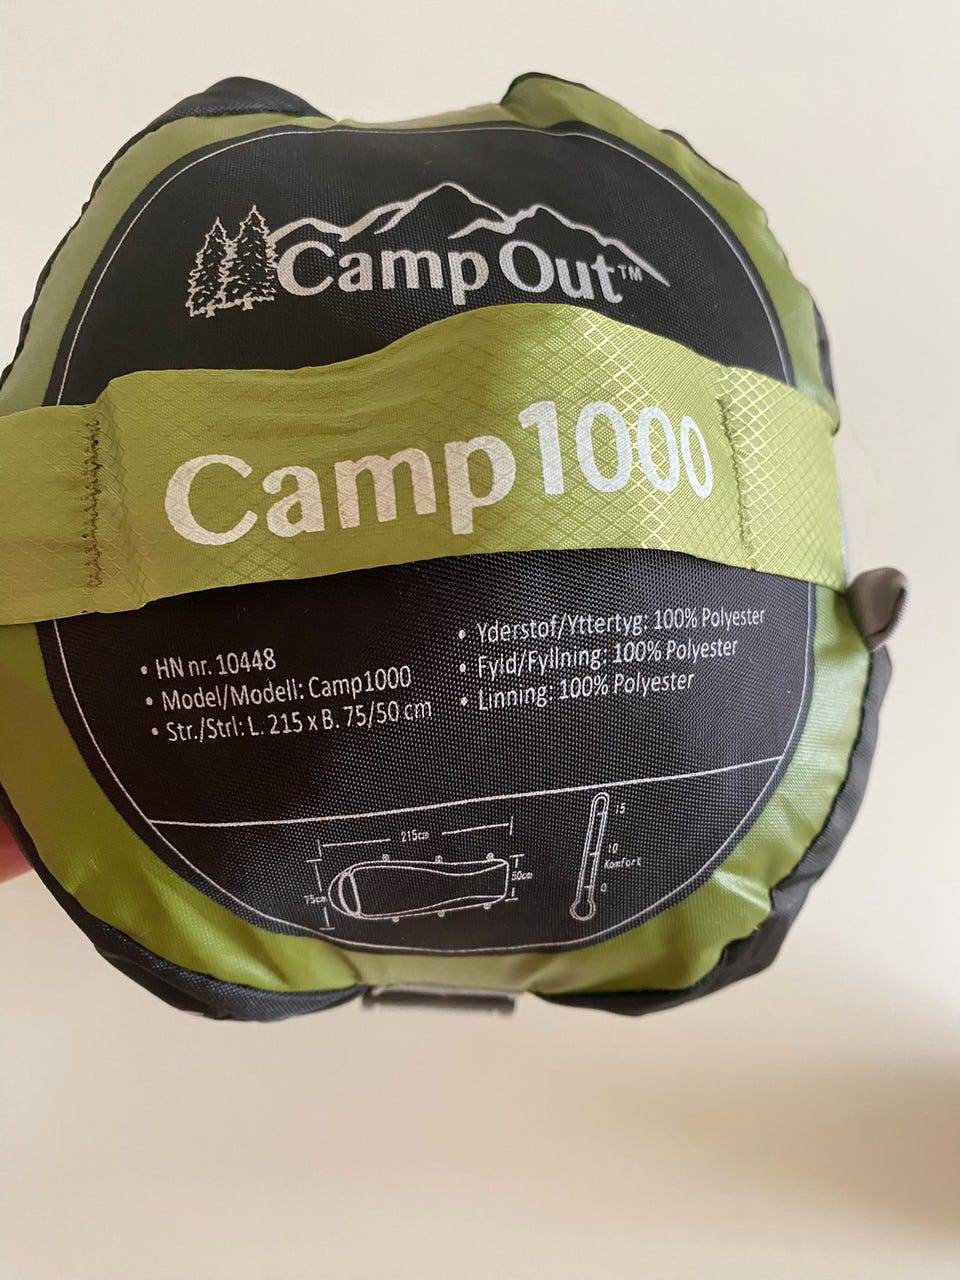 Camp Out™
Camp1000
• HN nr. 10448
• Model/Modell: Camp1000
• Str./Strl: L. 215 x B. 75/50 cm
• Yderstof/Yttertyg: 100% Polyester
• Fyld/Fyllning: 100% Polyester
• Linning: 100% Polyester
215cm
75cm
50cm
15
10
Komfort
0